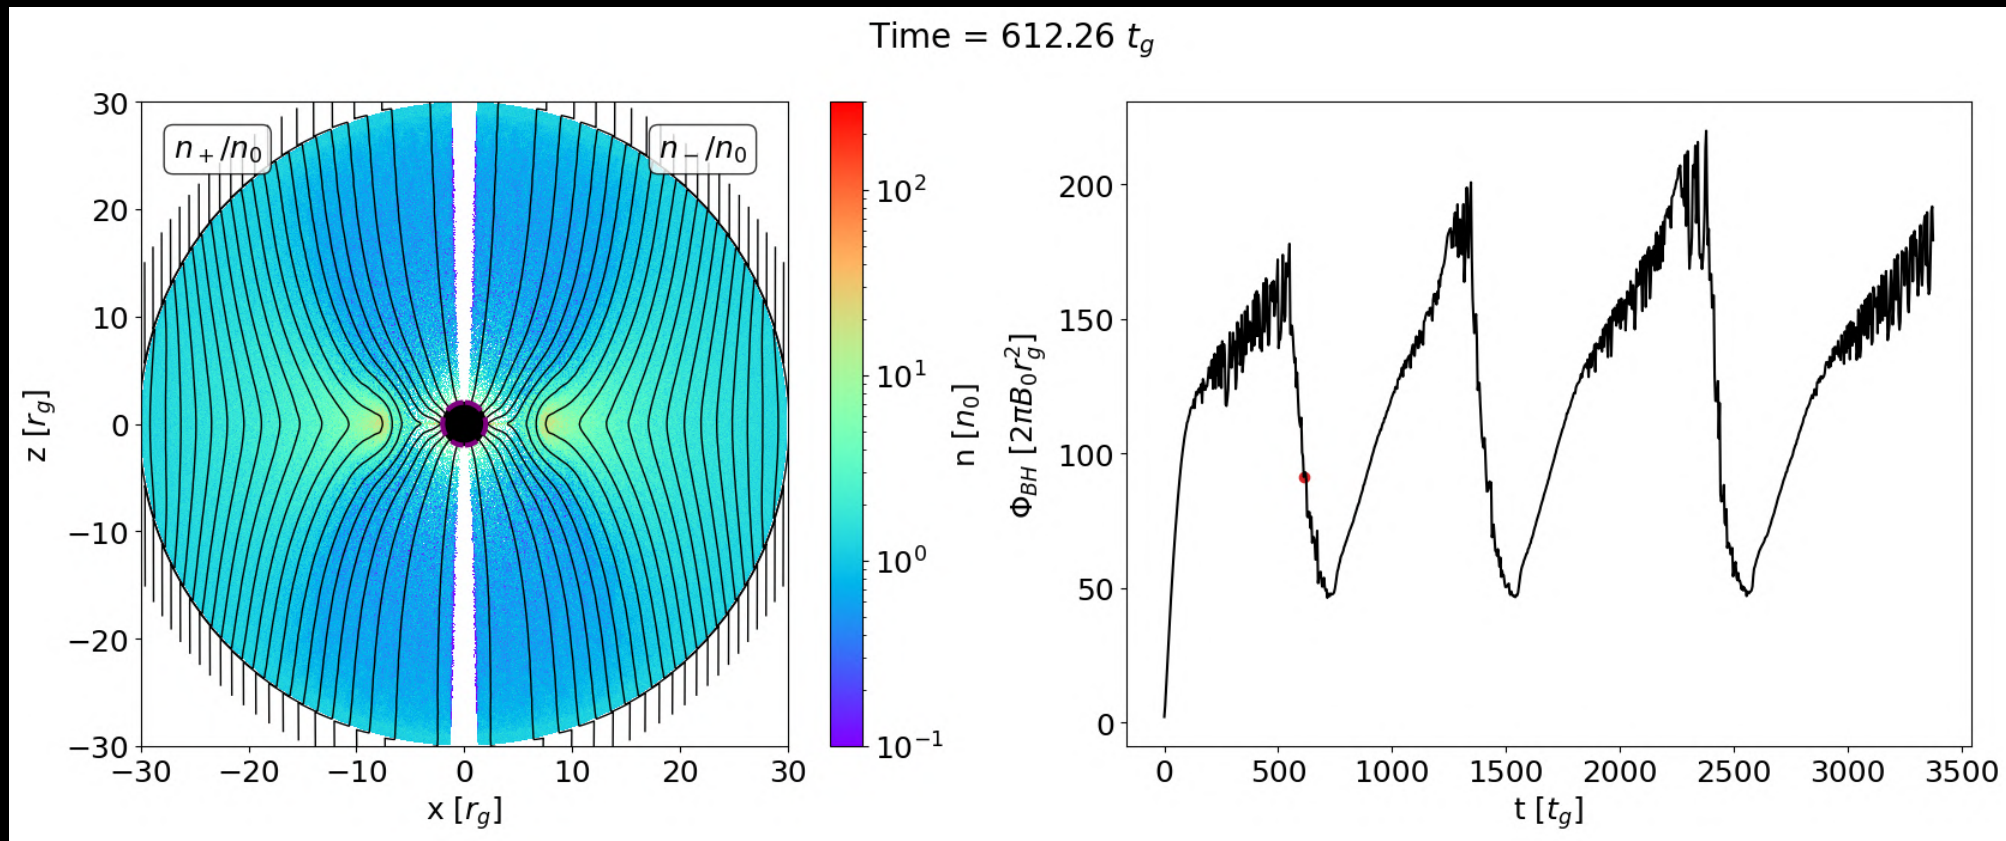 Time = 612.26 t_g
n_+/n_0
n_−/n_0
30
20
10
0
−10
−20
−30
z [r_g]
−30 −20 −10 0 10 20 30
x [r_g]
10^2
10^1
10^0
10^−1
n [n_0]
Φ_BH [2πB_0r_g^2]
200
150
100
50
0
0 500 1000 1500 2000 2500 3000 3500
t [t_g]